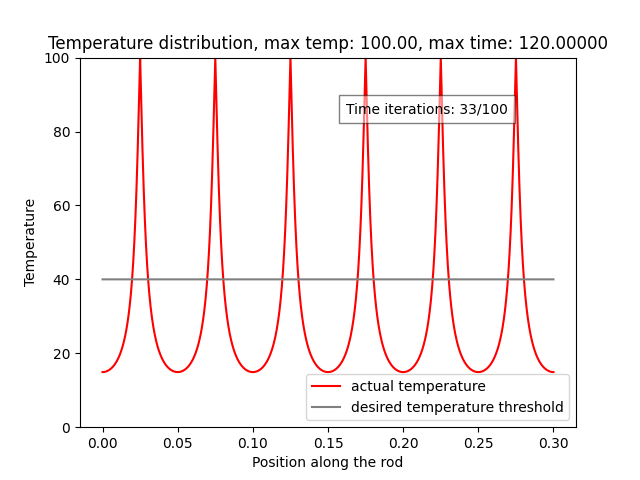 Temperature distribution, max temp: 100.00, max time: 120.00000
100
80
60
40
20
0
Temperature
Time iterations: 33/100
actual temperature
desired temperature threshold
0.00 0.05 0.10 0.15 0.20 0.25 0.30
Position along the rod